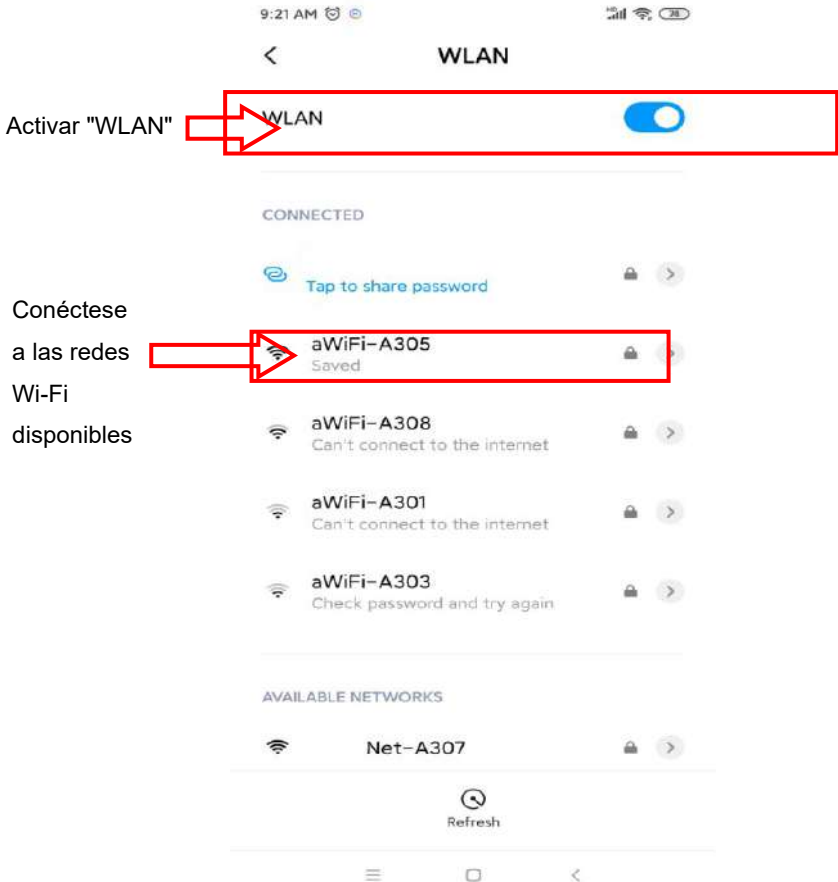 9:21 AM
HD
28
WLAN
Activar "WLAN"
WLAN
CONNECTED
Tap to share password
Conéctese
a las redes
Wi-Fi
disponibles
aWiFi-A305
Saved
aWiFi-A308
Can't connect to the internet
aWiFi-A301
Can't connect to the internet
aWiFi-A303
Check password and try again
AVAILABLE NETWORKS
Net-A307
Refresh